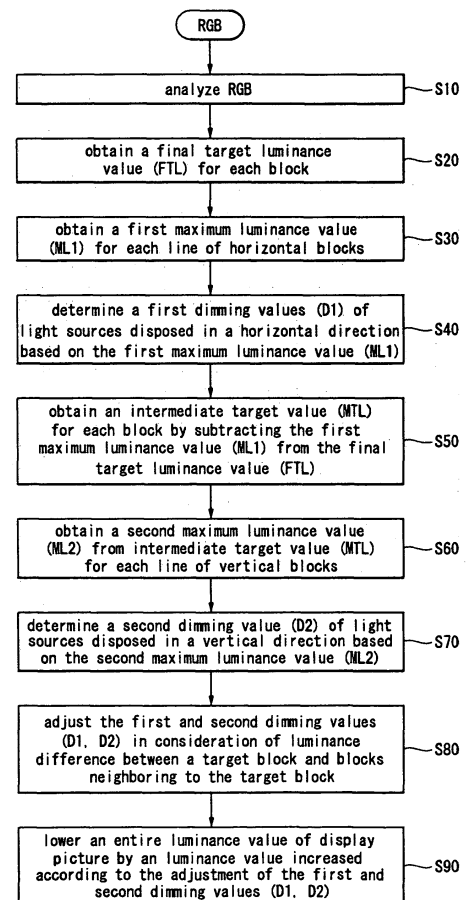 RGB
analyze RGB
S10
obtain a final target luminance
value (FTL) for each block
S20
obtain a first maximum luminance value
(ML1) for each line of horizontal blocks
S30
determine a first dimming values (D1) of
light sources disposed in a horizontal direction
based on the first maximum luminance value (ML1)
S40
obtain an intermediate target value (MTL)
for each block by subtracting the first
maximum luminance value (ML1) from the final
target luminance value (FTL)
S50
obtain a second maximum luminance value
(ML2) from intermediate target value (MTL)
for each line of vertical blocks
S60
determine a second dimming value (D2) of light
sources disposed in a vertical direction based
on the second maximum luminance value (ML2)
S70
adjust the first and second dimming values
(D1, D2) in consideration of luminance
difference between a target block and blocks
neighboring to the target block
S80
lower an entire luminance value of display
picture by an luminance value increased
according to the adjustment of the first and
second dimming values (D1, D2)
S90